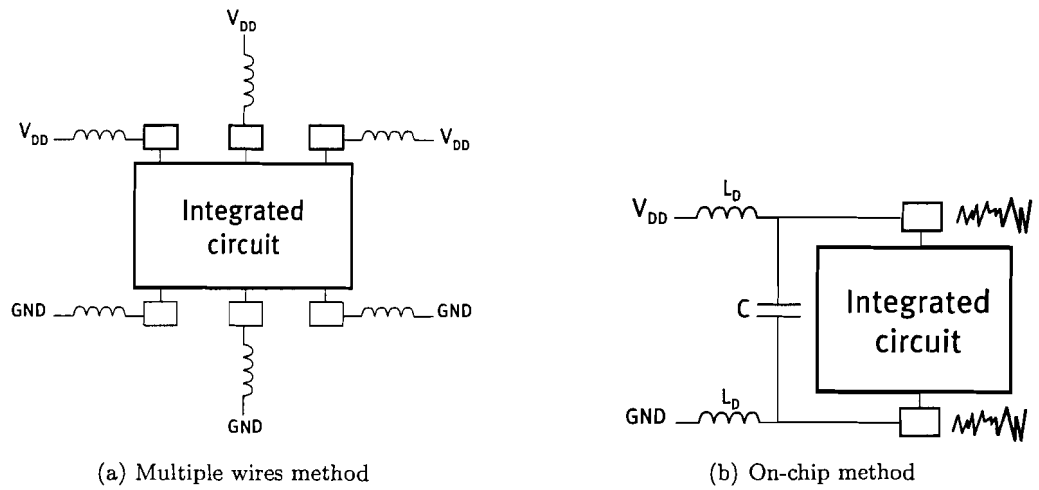 V_DD
V_DD
V_DD
Integrated
circuit
GND
GND
GND
(a) Multiple wires method
L_D
V_DD
C
Integrated
circuit
L_D
GND
(b) On-chip method